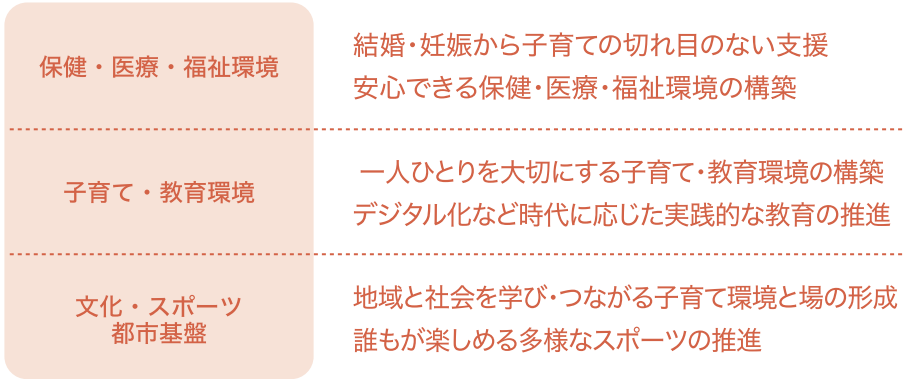 保健・医療・福祉環境
結婚・妊娠から子育ての切れ目のない支援
安心できる保健・医療・福祉環境の構築
子育て・教育環境
一人ひとりを大切にする子育て・教育環境の構築
デジタル化など時代に応じた実践的な教育の推進
文化・スポーツ
都市基盤
地域と社会を学び・つながる子育て環境と場の形成
誰もが楽しめる多様なスポーツの推進